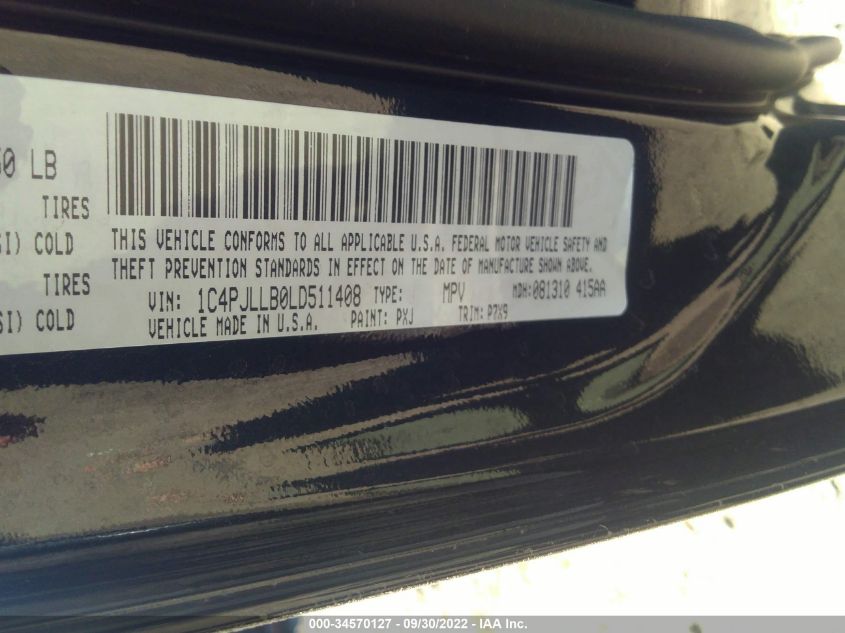 50 LB
TIRES
SI) COLD
TIRES
SI) COLD
THIS VEHICLE CONFORMS TO ALL APPLICABLE U.S.A. FEDERAL MOTOR VEHICLE SAFETY AND
THEFT PREVENTION STANDARDS IN EFFECT ON THE DATE OF MANUFACTURE SHOWN ABOVE.
VIN: 1C4PJLLB0LD511408 TYPE: MPV MDH:081310 415AA
VEHICLE MADE IN U.S.A. PAINT: PXJ TRIM: P7X9
000-34570127 - 09/30/2022 - IAA Inc.